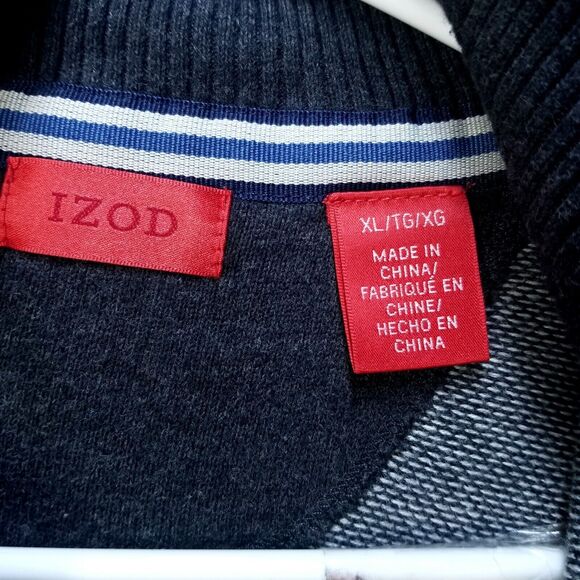 IZOD
XL/TG/XG
MADE IN
CHINA/
FABRIQUÉ EN
CHINE/
HECHO EN
CHINA